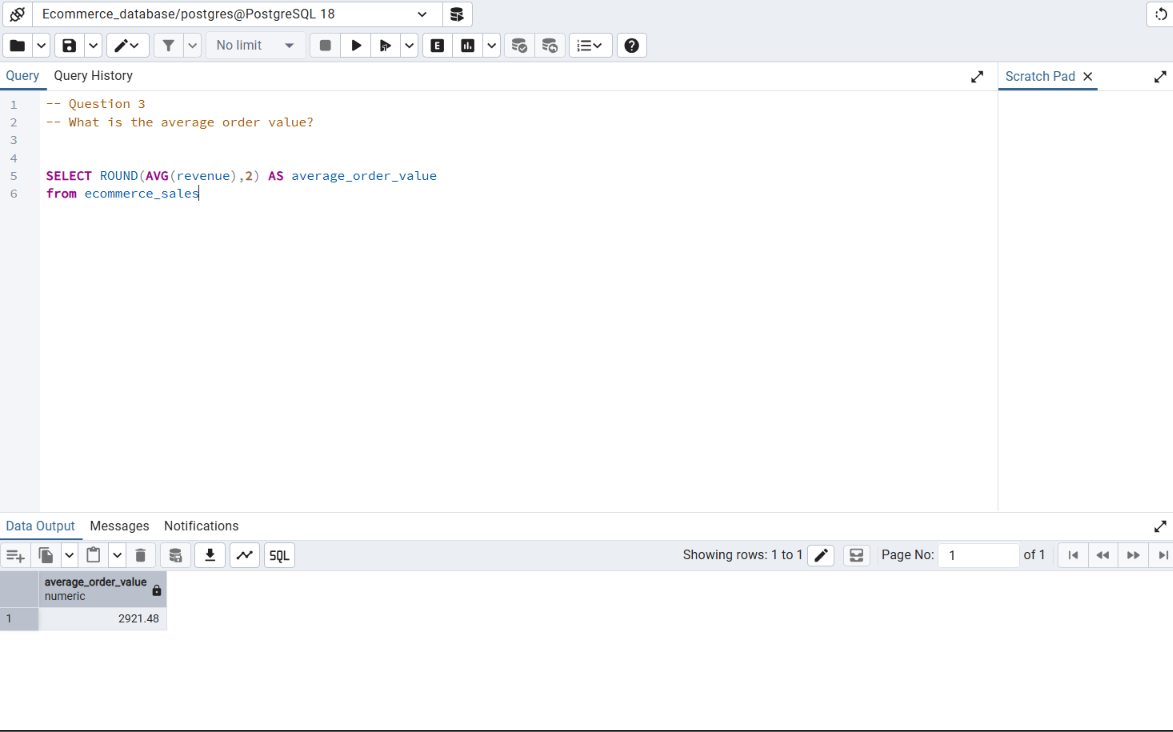 Ecommerce_database/postgres@PostgreSQL 18
No limit
E
SQL
Query
Query History
Scratch Pad
1 -- Question 3
2 -- What is the average order value?
3
4
5 SELECT ROUND(AVG(revenue),2) AS average_order_value
6 from ecommerce_sales
Data Output
Messages
Notifications
SQL
Showing rows: 1 to 1
Page No: 1 of 1
average_order_value
numeric
1 2921.48